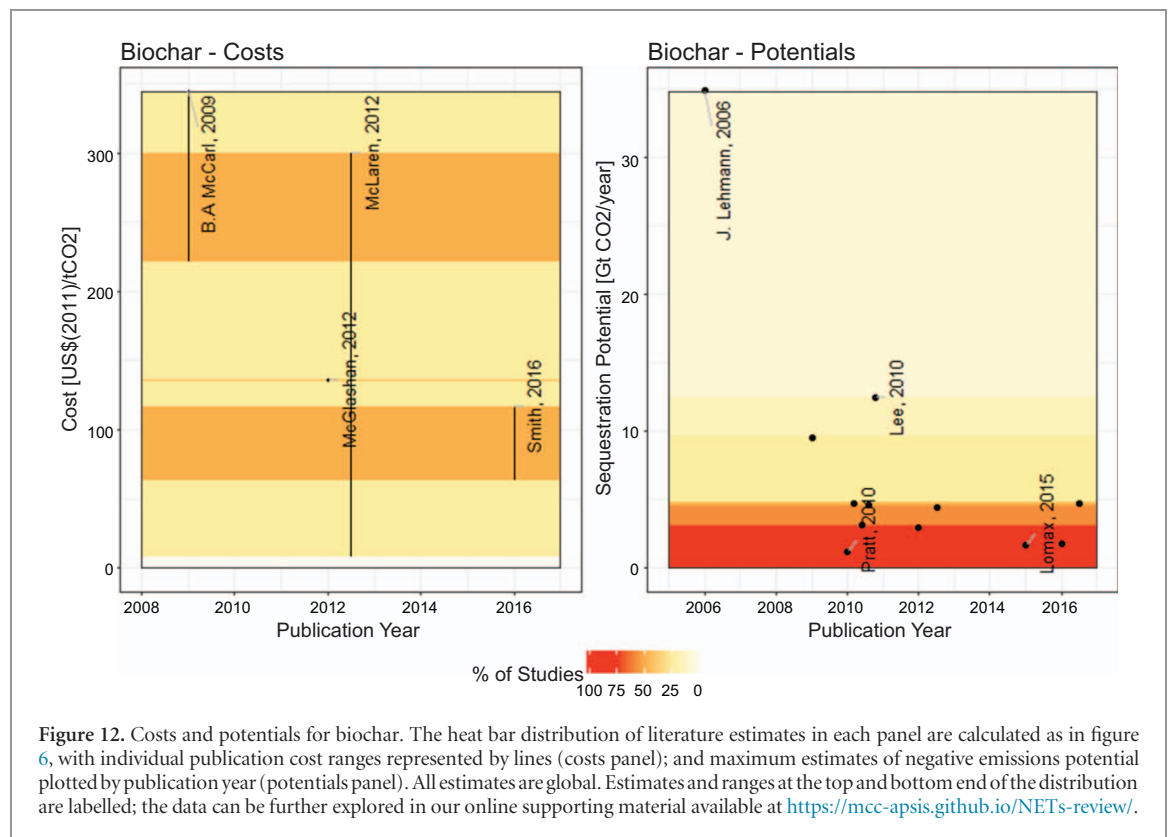 Biochar - Costs
Biochar - Potentials
Cost [US$(2011)/tCO2]
300
200
100
0
B.A McCarl, 2009
McLaren, 2012
McGlashan, 2012
Smith, 2016
2008 2010 2012 2014 2016
Publication Year
Sequestration Potential [Gt CO2/year]
30
20
10
0
J. Lehmann, 2006
Lee, 2010
Pratt, 2010
Lomax, 2015
2006 2008 2010 2012 2014 2016
Publication Year
% of Studies
100 75 50 25 0
Figure 12. Costs and potentials for biochar. The heat bar distribution of literature estimates in each panel are calculated as in figure
6, with individual publication cost ranges represented by lines (costs panel); and maximum estimates of negative emissions potential
plotted by publication year (potentials panel). All estimates are global. Estimates and ranges at the top and bottom end of the distribution
are labelled; the data can be further explored in our online supporting material available at https://mcc-apsis.github.io/NETs-review/.